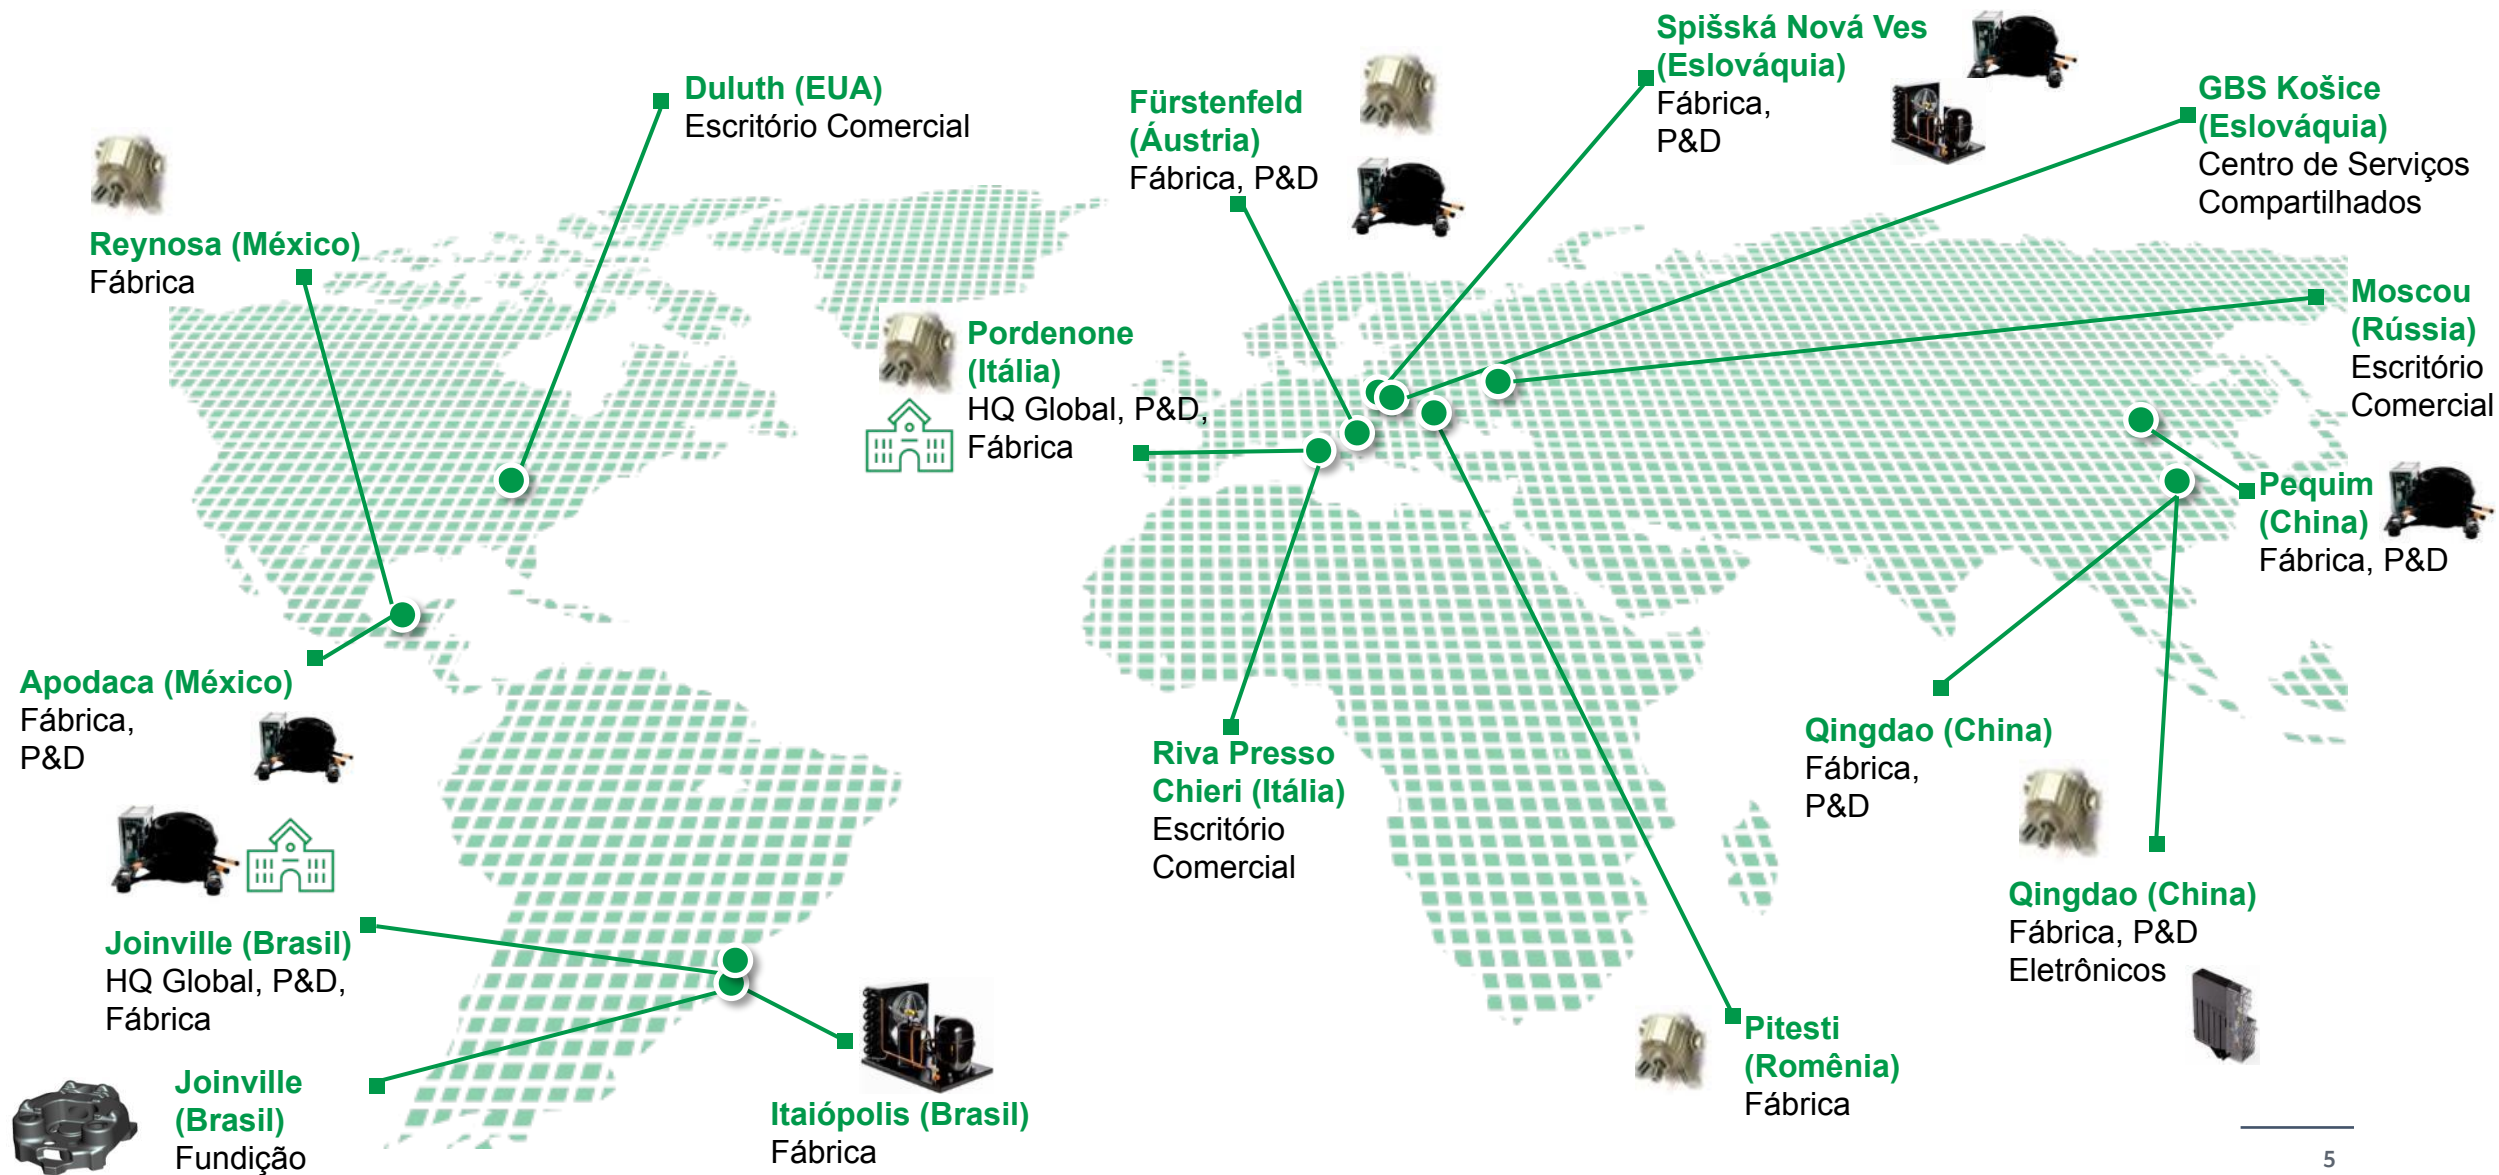 Duluth (EUA)
Escritório Comercial
Reynosa (México)
Fábrica
Fürstenfeld
(Áustria)
Fábrica, P&D
Spišská Nová Ves
(Eslováquia)
Fábrica,
P&D
GBS Košice
(Eslováquia)
Centro de Serviços
Compartilhados
Pordenone
(Itália)
HQ Global, P&D,
Fábrica
Moscou
(Rússia)
Escritório
Comercial
Pequim
(China)
Fábrica, P&D
Apodaca (México)
Fábrica,
P&D
Riva Presso
Chieri (Itália)
Escritório
Comercial
Qingdao (China)
Fábrica,
P&D
Qingdao (China)
Fábrica, P&D
Eletrônicos
Joinville (Brasil)
HQ Global, P&D,
Fábrica
Joinville
(Brasil)
Fundição
Itaiópolis (Brasil)
Fábrica
Pitesti
(Romênia)
Fábrica
5